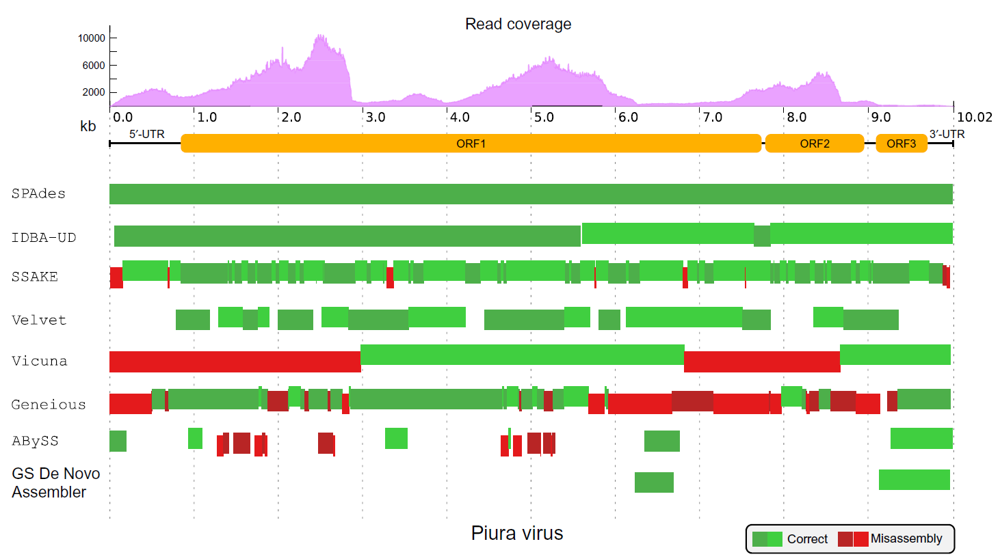 Read coverage
10000
6000
2000
kb
0.0 1.0 2.0 3.0 4.0 5.0 6.0 7.0 8.0 9.0 10.02
5′-UTR 3′-UTR
ORF1 ORF2 ORF3
SPAdes
IDBA-UD
SSAKE
Velvet
Vicuna
Geneious
ABySS
GS De Novo
Assembler
Piura virus
Correct Misassembly